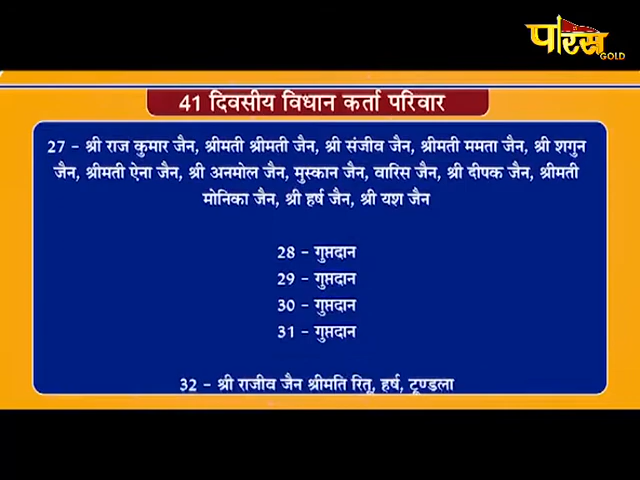 पारस
GOLD
41 दिवसीय विधान कर्ता परिवार
27 - श्री राज कुमार जैन, श्रीमती श्रीमती जैन, श्री संजीव जैन, श्रीमती ममता जैन, श्री शगुन
जैन, श्रीमती ऐना जैन, श्री अनमोल जैन, मुस्कान जैन, वारिस जैन, श्री दीपक जैन, श्रीमती
मोनिका जैन, श्री हर्ष जैन, श्री यश जैन
28 - गुप्तदान
29 - गुप्तदान
30 - गुप्तदान
31 - गुप्तदान
32 - श्री राजीव जैन श्रीमति रितू, हर्ष, टूण्डला